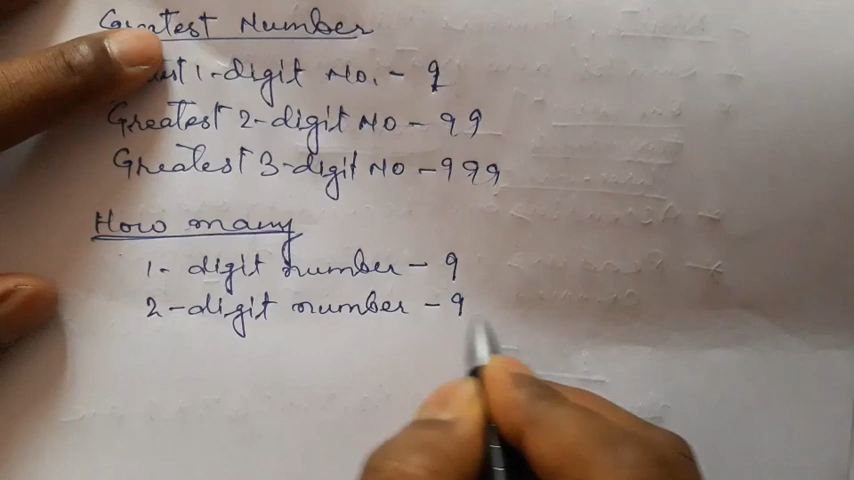 Greatest Number
1-digit No. - 9
Greatest 2-digit No - 99
Greatest 3-digit No - 999
How many
1- digit number - 9
2-digit number - 9